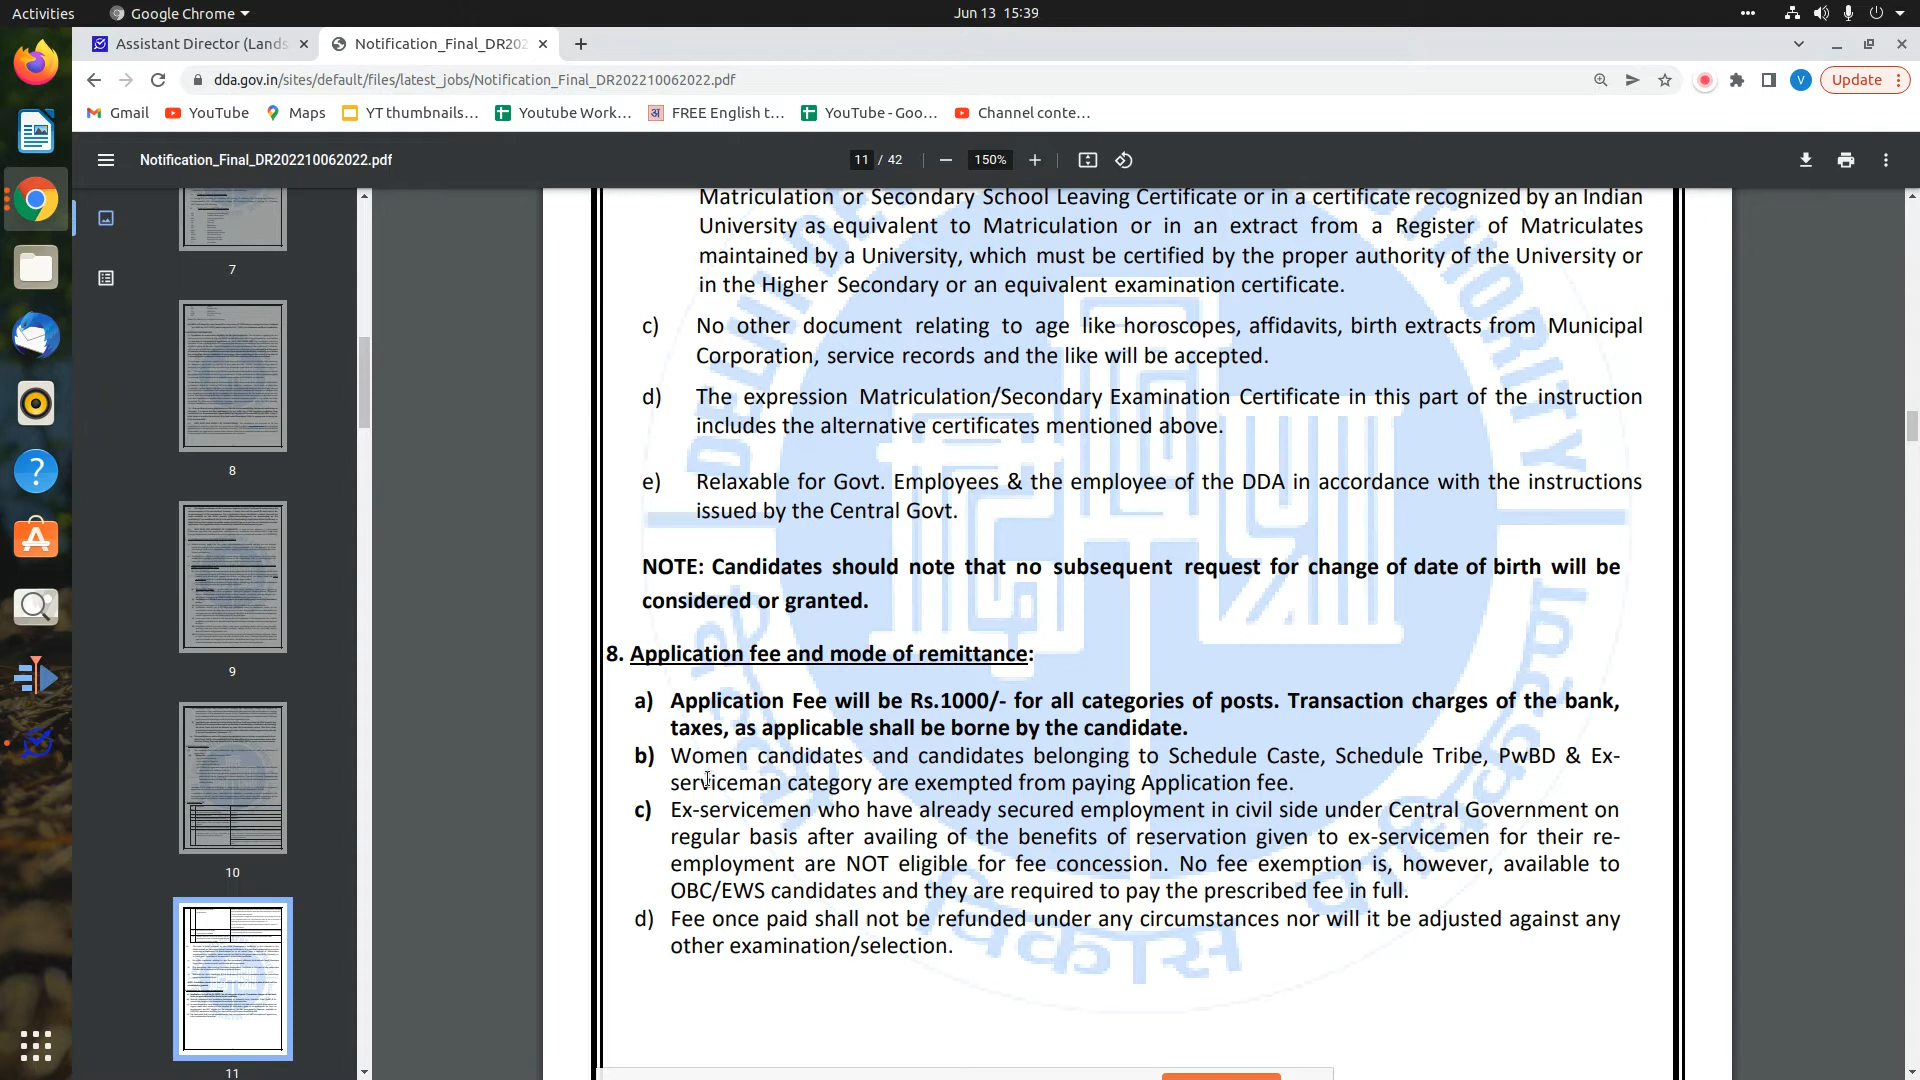 Activities
Google Chrome
Jun 13 15:39
Assistant Director (Lands
Notification_Final_DR202
dda.gov.in/sites/default/files/latest_jobs/Notification_Final_DR202210062022.pdf
V
Update
Gmail
YouTube
Maps
YT thumbnails...
Youtube Work...
FREE English t...
YouTube - Goo...
Channel conte...
Notification_Final_DR202210062022.pdf
11 / 42
150%
7
8
9
10
11
Matriculation or Secondary School Leaving Certificate or in a certificate recognized by an Indian
University as equivalent to Matriculation or in an extract from a Register of Matriculates
maintained by a University, which must be certified by the proper authority of the University or
in the Higher Secondary or an equivalent examination certificate.
c) No other document relating to age like horoscopes, affidavits, birth extracts from Municipal
Corporation, service records and the like will be accepted.
d) The expression Matriculation/Secondary Examination Certificate in this part of the instruction
includes the alternative certificates mentioned above.
e) Relaxable for Govt. Employees & the employee of the DDA in accordance with the instructions
issued by the Central Govt.
NOTE: Candidates should note that no subsequent request for change of date of birth will be
considered or granted.
8. Application fee and mode of remittance:
a) Application Fee will be Rs.1000/- for all categories of posts. Transaction charges of the bank,
taxes, as applicable shall be borne by the candidate.
b) Women candidates and candidates belonging to Schedule Caste, Schedule Tribe, PwBD & Ex-
serviceman category are exempted from paying Application fee.
c) Ex-servicemen who have already secured employment in civil side under Central Government on
regular basis after availing of the benefits of reservation given to ex-servicemen for their re-
employment are NOT eligible for fee concession. No fee exemption is, however, available to
OBC/EWS candidates and they are required to pay the prescribed fee in full.
d) Fee once paid shall not be refunded under any circumstances nor will it be adjusted against any
other examination/selection.